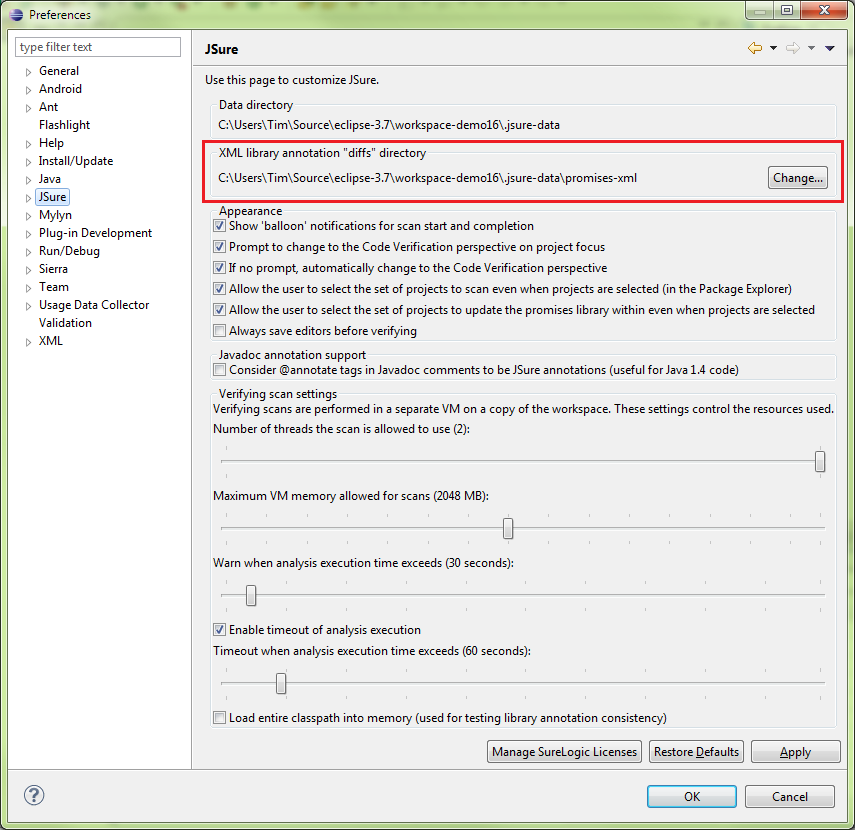 Preferences
type filter text
General
Android
Ant
Flashlight
Help
Install/Update
Java
JSure
Mylyn
Plug-in Development
Run/Debug
Sierra
Team
Usage Data Collector
Validation
XML
JSure
Use this page to customize JSure.
Data directory
C:\Users\Tim\Source\eclipse-3.7\workspace-demo16\.jsure-data
XML library annotation "diffs" directory
C:\Users\Tim\Source\eclipse-3.7\workspace-demo16\.jsure-data\promises-xml
Change...
Appearance
Show 'balloon' notifications for scan start and completion
Prompt to change to the Code Verification perspective on project focus
If no prompt, automatically change to the Code Verification perspective
Allow the user to select the set of projects to scan even when projects are selected (in the Package Explorer)
Allow the user to select the set of projects to update the promises library within even when projects are selected
Always save editors before verifying
Javadoc annotation support
Consider @annotate tags in Javadoc comments to be JSure annotations (useful for Java 1.4 code)
Verifying scan settings
Verifying scans are performed in a separate VM on a copy of the workspace. These settings control the resources used.
Number of threads the scan is allowed to use (2):
Maximum VM memory allowed for scans (2048 MB):
Warn when analysis execution time exceeds (30 seconds):
Enable timeout of analysis execution
Timeout when analysis execution time exceeds (60 seconds):
Load entire classpath into memory (used for testing library annotation consistency)
Manage SureLogic Licenses
Restore Defaults
Apply
?
OK
Cancel